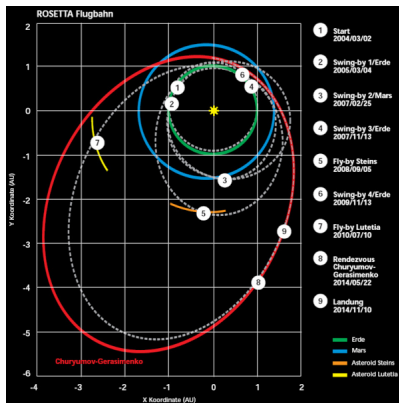 ROSETTA Flugbahn
2
1
0
-1
-2
-3
-4
-5
-6
Y Koordinate (AU)
-4
-3
-2
-1
0
1
2
X Koordinate (AU)
1
2
3
4
5
6
7
8
9
Churyumov-Gerasimenko
1
Start
2004/03/02
2
Swing-by 1/Erde
2005/03/04
3
Swing-by 2/Mars
2007/02/25
4
Swing-by 3/Erde
2007/11/13
5
Fly-by Steins
2008/09/05
6
Swing-by 4/Erde
2009/11/13
7
Fly-by Lutetia
2010/07/10
8
Rendezvous
Churyumov-
Gerasimenko
2014/05/22
9
Landung
2014/11/10
Erde
Mars
Asteroid Steins
Asteroid Lutetia